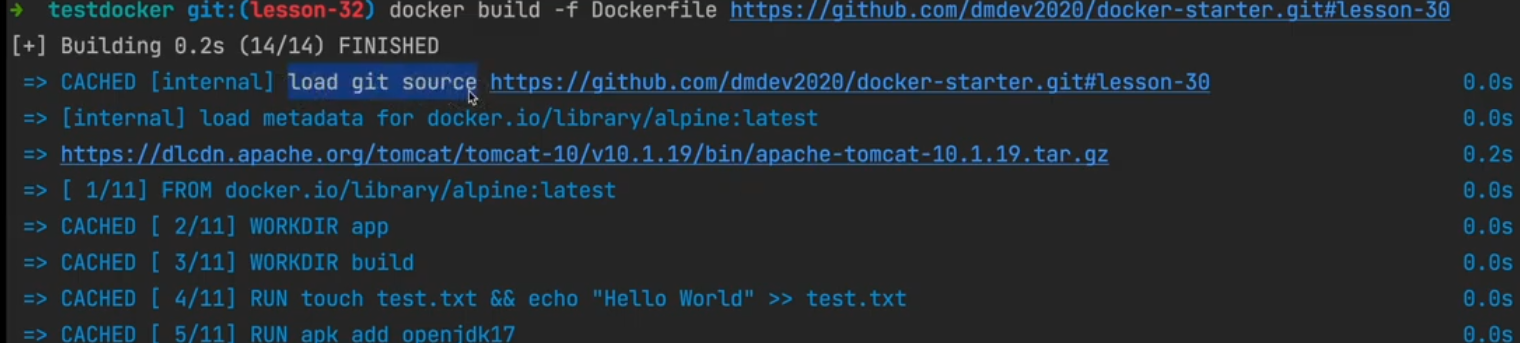 ➜ testdocker git:(lesson-32) docker build -f Dockerfile https://github.com/dmdev2020/docker-starter.git#lesson-30
[+] Building 0.2s (14/14) FINISHED
=> CACHED [internal] load git source https://github.com/dmdev2020/docker-starter.git#lesson-30 0.0s
=> [internal] load metadata for docker.io/library/alpine:latest 0.0s
=> https://dlcdn.apache.org/tomcat/tomcat-10/v10.1.19/bin/apache-tomcat-10.1.19.tar.gz 0.2s
=> [ 1/11] FROM docker.io/library/alpine:latest 0.0s
=> CACHED [ 2/11] WORKDIR app 0.0s
=> CACHED [ 3/11] WORKDIR build 0.0s
=> CACHED [ 4/11] RUN touch test.txt && echo "Hello World" >> test.txt 0.0s
=> CACHED [ 5/11] RUN apk add openjdk17 0.0s